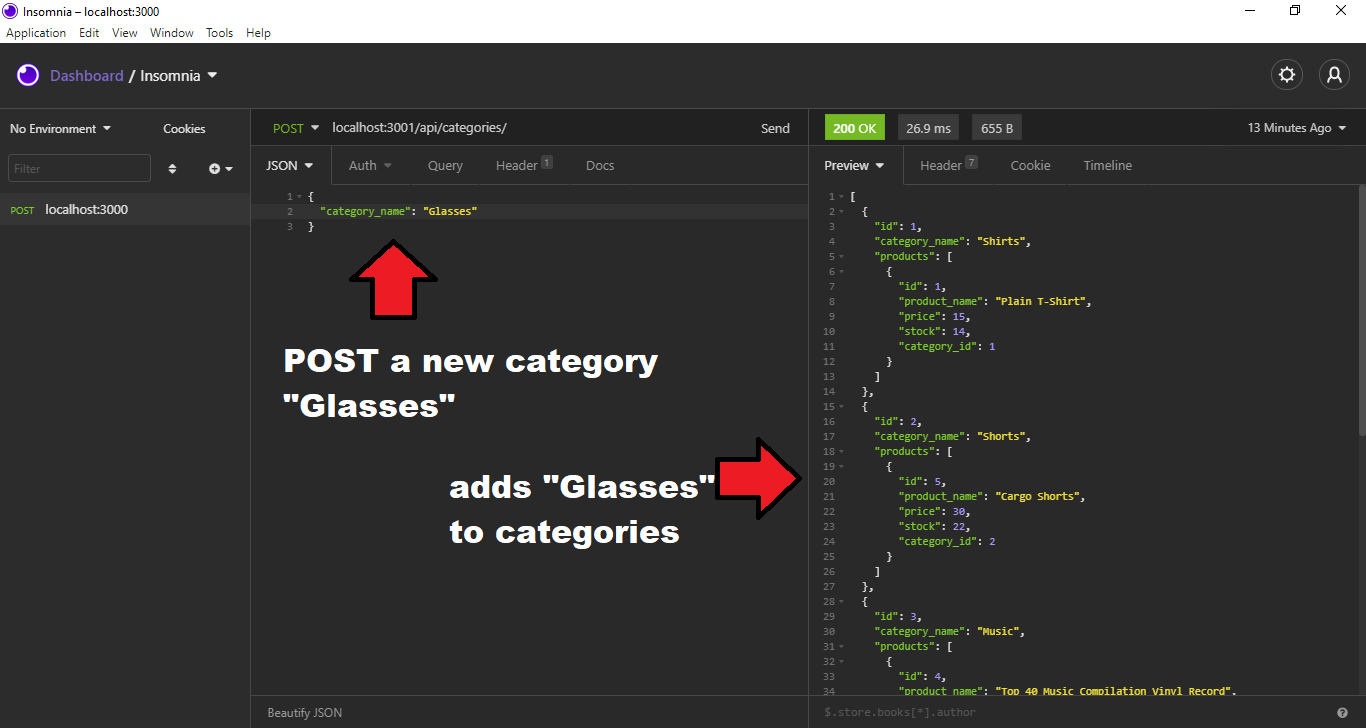 Insomnia – localhost:3000
Application Edit View Window Tools Help
Dashboard / Insomnia
No Environment Cookies
Filter
POST localhost:3000
POST localhost:3001/api/categories/ Send
JSON Auth Query Header 1 Docs
1 {
2 "category_name": "Glasses"
3 }
POST a new category
"Glasses"
adds "Glasses"
to categories
Beautify JSON
200 OK 26.9 ms 655 B 13 Minutes Ago
Preview Header 7 Cookie Timeline
1 [
2 {
3 "id": 1,
4 "category_name": "Shirts",
5 "products": [
6 {
7 "id": 1,
8 "product_name": "Plain T-Shirt",
9 "price": 15,
10 "stock": 14,
11 "category_id": 1
12 }
13 ]
14 },
15 {
16 "id": 2,
17 "category_name": "Shorts",
18 "products": [
19 {
20 "id": 5,
21 "product_name": "Cargo Shorts",
22 "price": 30,
23 "stock": 22,
24 "category_id": 2
25 }
26 ]
27 },
28 {
29 "id": 3,
30 "category_name": "Music",
31 "products": [
32 {
33 "id": 4,
34 "product_name": "Top 40 Music Compilation Vinyl Record",
$.store.books[*].author